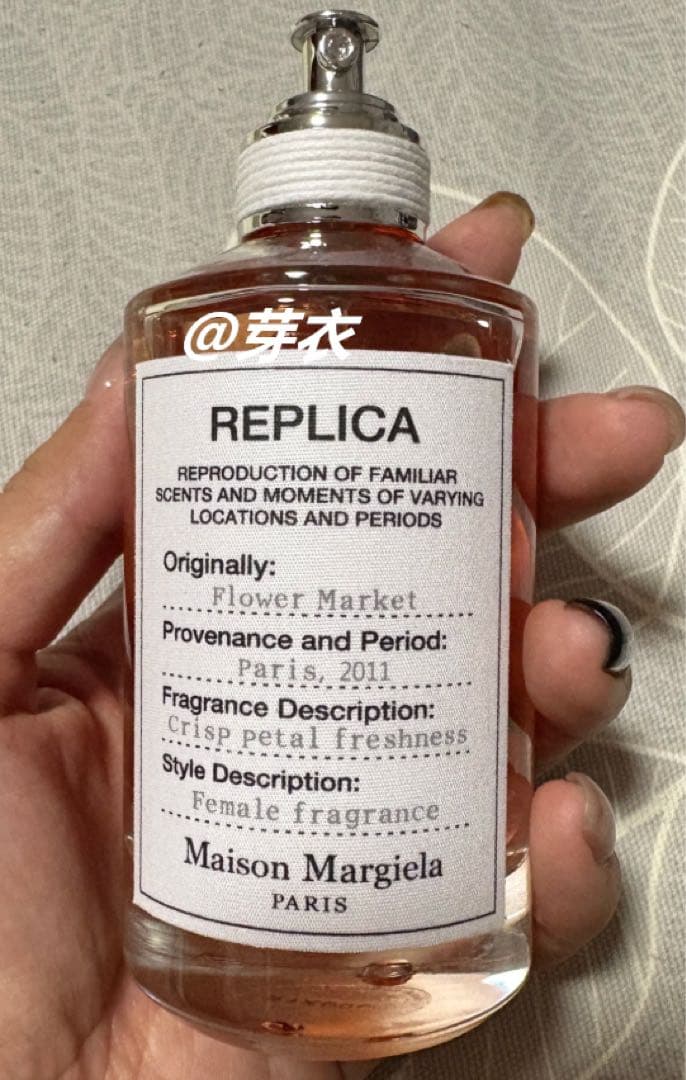 @芽衣
REPLICA
REPRODUCTION OF FAMILIAR
SCENTS AND MOMENTS OF VARYING
LOCATIONS AND PERIODS
Originally:
Flower Market
Provenance and Period:
Paris, 2011
Fragrance Description:
Crisp petal freshness
Style Description:
Female fragrance
Maison Margiela
PARIS